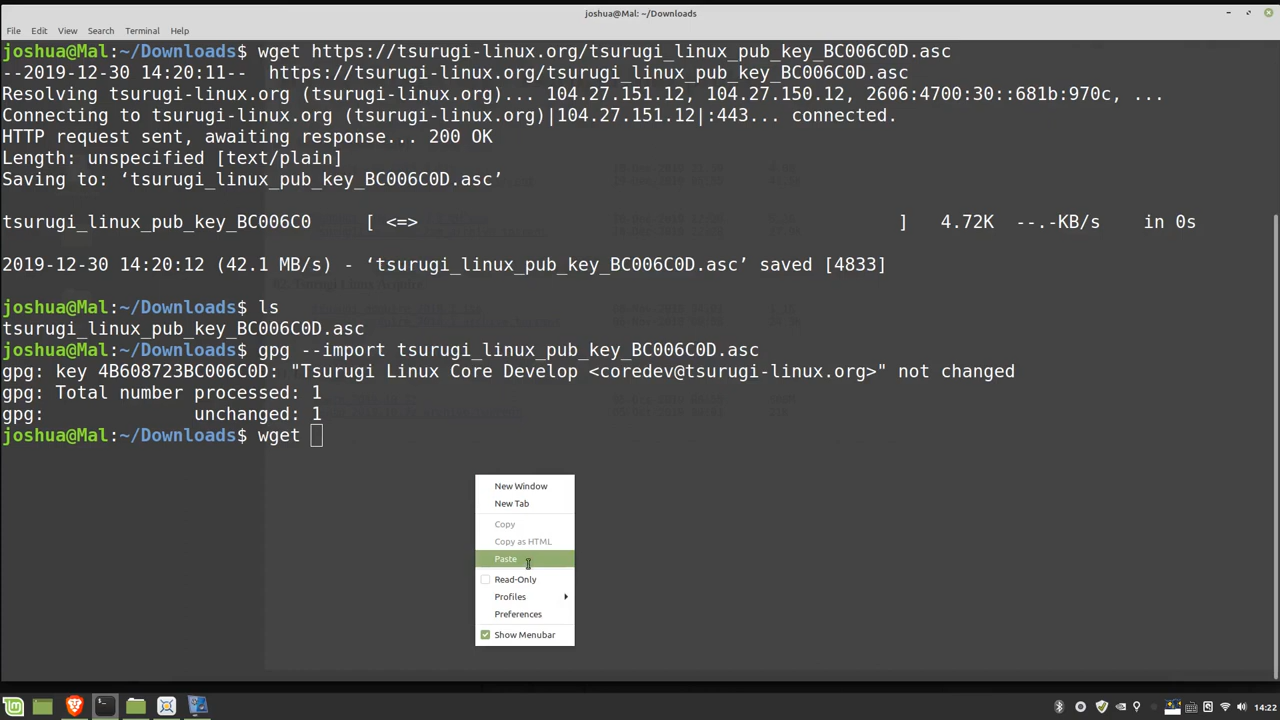 joshua@Mal:~/Downloads
File Edit View Search Terminal Help
joshua@Mal:~/Downloads$ wget https://tsurugi-linux.org/tsurugi_linux_pub_key_BC006C0D.asc
--2019-12-30 14:20:11--  https://tsurugi-linux.org/tsurugi_linux_pub_key_BC006C0D.asc
Resolving tsurugi-linux.org (tsurugi-linux.org)... 104.27.151.12, 104.27.150.12, 2606:4700:30::681b:970c, ...
Connecting to tsurugi-linux.org (tsurugi-linux.org)|104.27.151.12|:443... connected.
HTTP request sent, awaiting response... 200 OK
Length: unspecified [text/plain]
Saving to: ‘tsurugi_linux_pub_key_BC006C0D.asc’
tsurugi_linux_pub_key_BC006C0     [ <=>                                             ]   4.72K  --.-KB/s    in 0s
2019-12-30 14:20:12 (42.1 MB/s) - ‘tsurugi_linux_pub_key_BC006C0D.asc’ saved [4833]
joshua@Mal:~/Downloads$ ls
tsurugi_linux_pub_key_BC006C0D.asc
joshua@Mal:~/Downloads$ gpg --import tsurugi_linux_pub_key_BC006C0D.asc
gpg: key 4B608723BC006C0D: "Tsurugi Linux Core Develop <coredev@tsurugi-linux.org>" not changed
gpg: Total number processed: 1
gpg:              unchanged: 1
joshua@Mal:~/Downloads$ wget
New Window
New Tab
Copy
Copy as HTML
Paste
Read-Only
Profiles
Preferences
Show Menubar
14:22